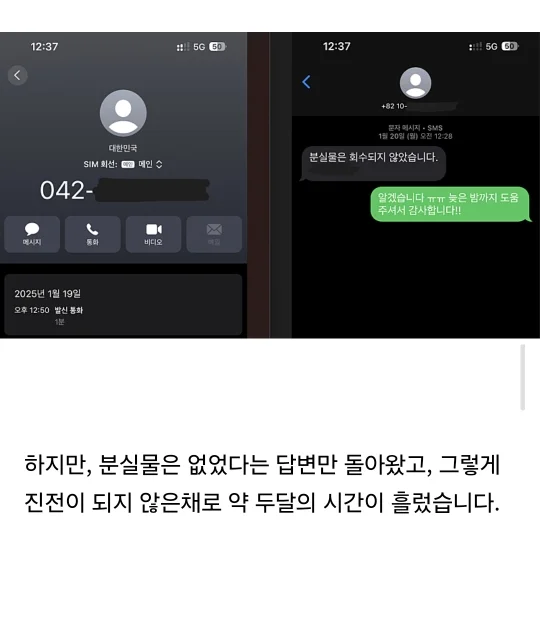 12:37
5G 50
대한민국
SIM 회선: 메인 메인
042-
메시지 통화 비디오 메일
2025년 1월 19일
오후 12:50 발신 통화
1분
12:37
5G 50
+82 10-
문자 메시지 • SMS
1월 20일 (월) 오전 12:28
분실물은 회수되지 않았습니다.
알겠습니다 ㅠㅠ 늦은 밤까지 도움
주셔서 감사합니다!!
하지만, 분실물은 없었다는 답변만 돌아왔고, 그렇게
진전이 되지 않은채로 약 두달의 시간이 흘렀습니다.